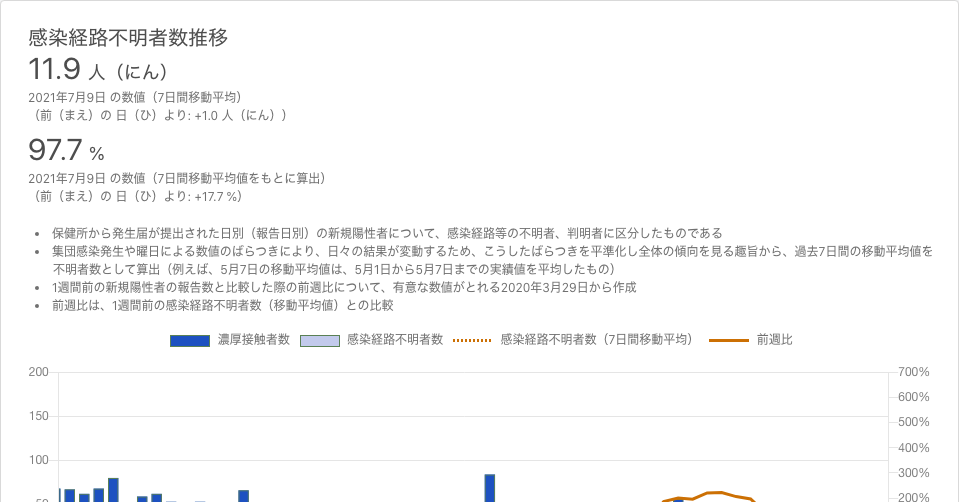 感染経路不明者数推移
11.9 人（にん）
2021年7月9日 の数値（7日間移動平均）
（前（まえ）の 日（ひ）より: +1.0 人（にん））
97.7 %
2021年7月9日 の数値（7日間移動平均値をもとに算出）
（前（まえ）の 日（ひ）より: +17.7 %）
• 保健所から発生届が提出された日別（報告日別）の新規陽性者について、感染経路等の不明者、判明者に区分したものである
• 集団感染発生や曜日による数値のばらつきにより、日々の結果が変動するため、こうしたばらつきを平準化し全体の傾向を見る趣旨から、過去7日間の移動平均値を
不明者数として算出（例えば、5月7日の移動平均値は、5月1日から5月7日までの実績値を平均したもの）
• 1週間前の新規陽性者の報告数と比較した際の前週比について、有意な数値がとれる2020年3月29日から作成
• 前週比は、1週間前の感染経路不明者数（移動平均値）との比較
濃厚接触者数 感染経路不明者数 感染経路不明者数（7日間移動平均） 前週比
200 700%
600%
150
500%
100 400%
300%
50 200%